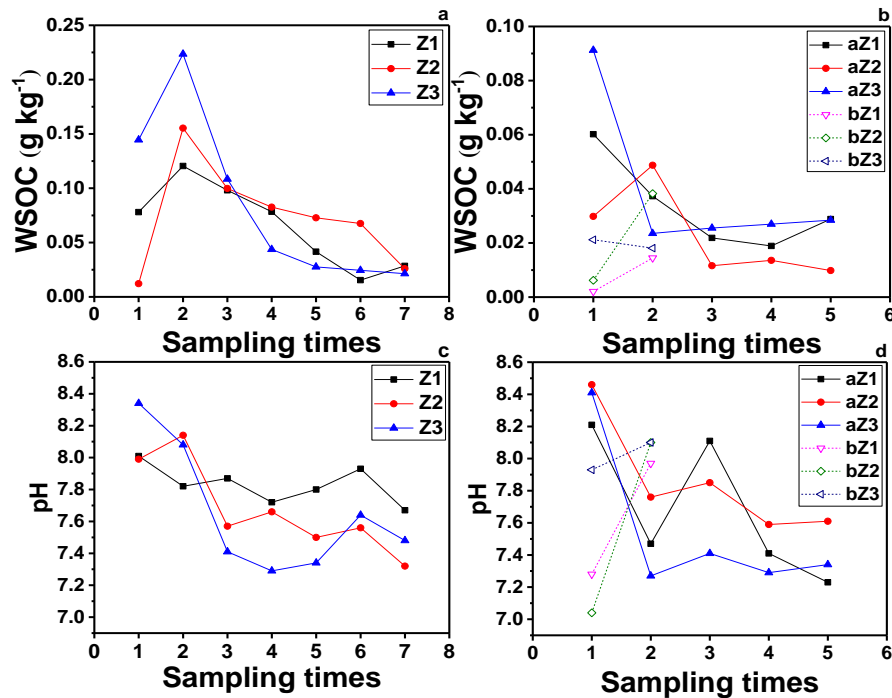 a
WSOC (g kg-1)
0.25
0.20
0.15
0.10
0.05
0.00
Z1
Z2
Z3
0 1 2 3 4 5 6 7 8
Sampling times
b
WSOC (g kg-1)
0.10
0.08
0.06
0.04
0.02
0.00
aZ1
aZ2
aZ3
bZ1
bZ2
bZ3
0 1 2 3 4 5 6
Sampling times
c
pH
8.6
8.4
8.2
8.0
7.8
7.6
7.4
7.2
7.0
Z1
Z2
Z3
0 1 2 3 4 5 6 7 8
Sampling times
d
pH
8.6
8.4
8.2
8.0
7.8
7.6
7.4
7.2
7.0
aZ1
aZ2
aZ3
bZ1
bZ2
bZ3
0 1 2 3 4 5 6
Sampling times